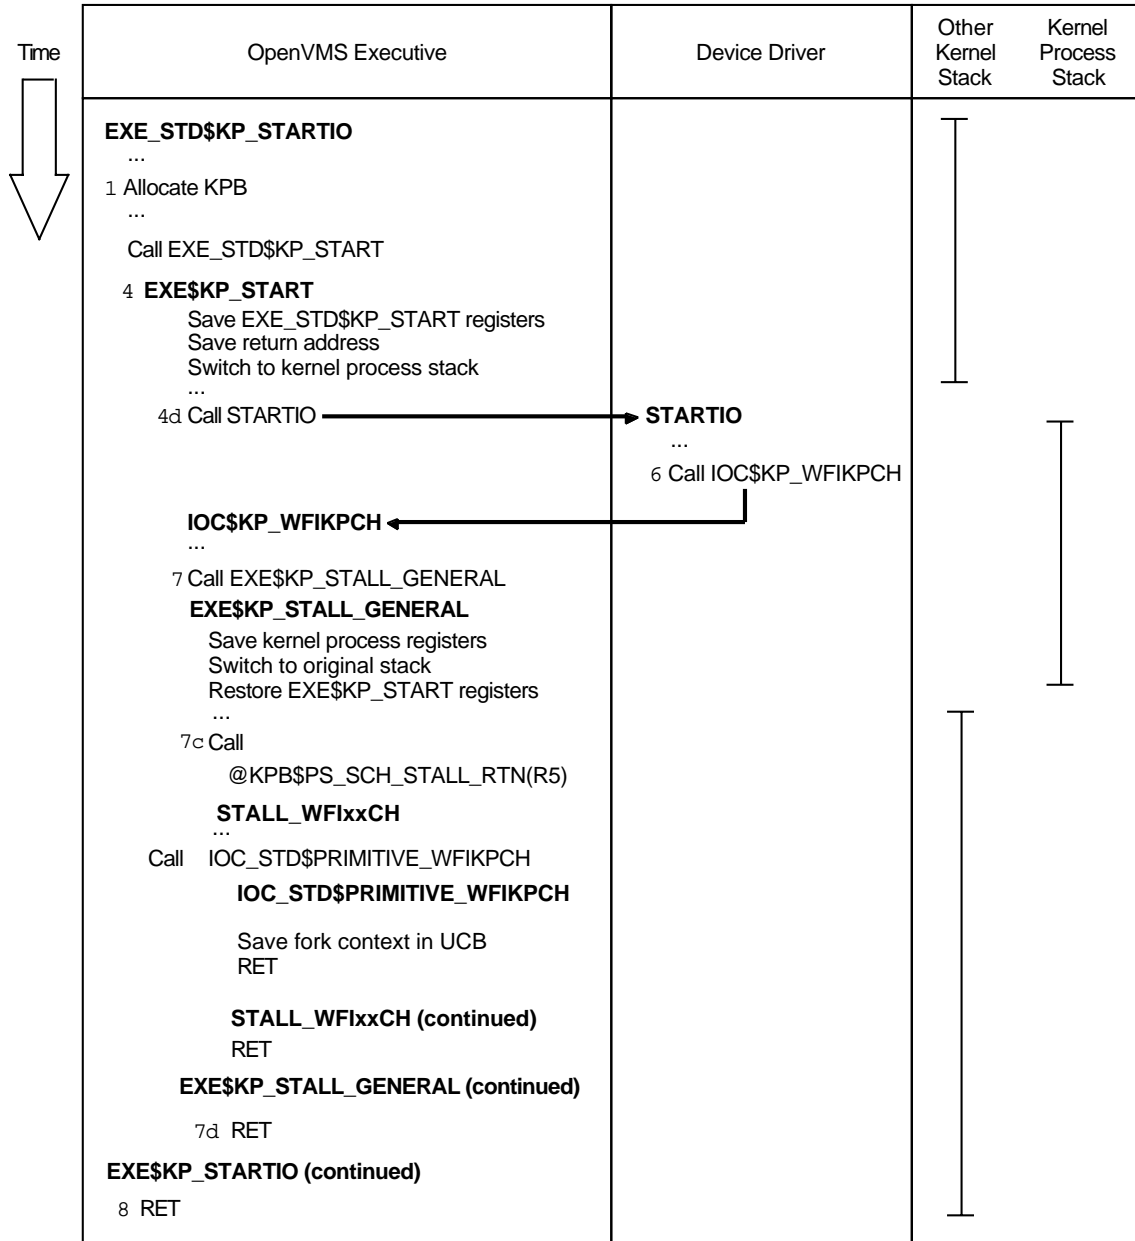 Time
OpenVMS Executive
Device Driver
Other
Kernel
Stack
Kernel
Process
Stack
EXE_STD$KP_STARTIO
...
1 Allocate KPB
...
Call EXE_STD$KP_START
4 EXE$KP_START
Save EXE_STD$KP_START registers
Save return address
Switch to kernel process stack
...
4d Call STARTIO
STARTIO
...
6 Call IOC$KP_WFIKPCH
IOC$KP_WFIKPCH
...
7 Call EXE$KP_STALL_GENERAL
EXE$KP_STALL_GENERAL
Save kernel process registers
Switch to original stack
Restore EXE$KP_START registers
...
7c Call
@KPB$PS_SCH_STALL_RTN(R5)
STALL_WFIxxCH
...
Call IOC_STD$PRIMITIVE_WFIKPCH
IOC_STD$PRIMITIVE_WFIKPCH
Save fork context in UCB
RET
STALL_WFIxxCH (continued)
RET
EXE$KP_STALL_GENERAL (continued)
7d RET
EXE$KP_STARTIO (continued)
8 RET